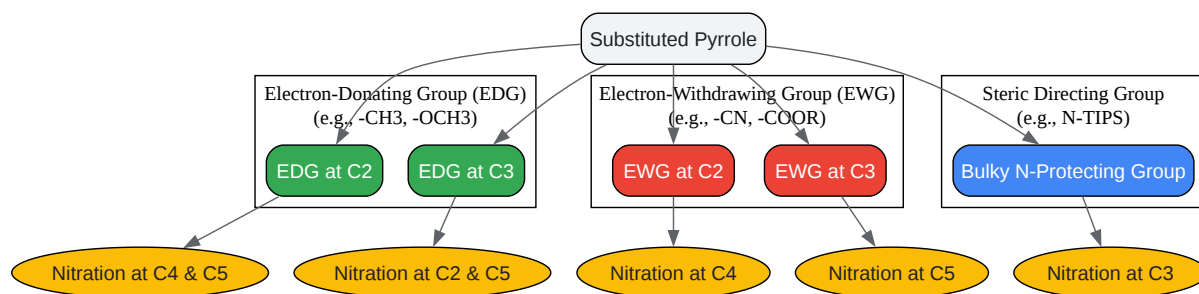 Substituted Pyrrole
Electron-Donating Group (EDG)
(e.g., -CH3, -OCH3)
Electron-Withdrawing Group (EWG)
(e.g., -CN, -COOR)
Steric Directing Group
(e.g., N-TIPS)
EDG at C2
EDG at C3
EWG at C2
EWG at C3
Bulky N-Protecting Group
Nitration at C4 & C5
Nitration at C2 & C5
Nitration at C4
Nitration at C5
Nitration at C3